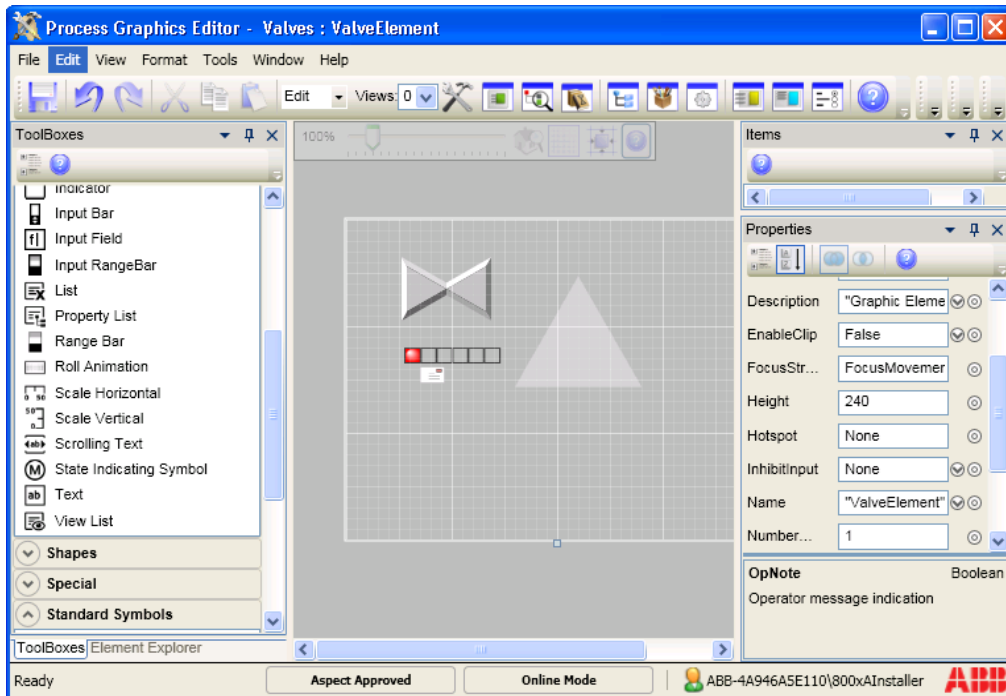 Process Graphics Editor - Valves : ValveElement
File Edit View Format Tools Window Help
Edit Views: 0
ToolBoxes
Indicator
Input Bar
Input Field
Input RangeBar
List
Property List
Range Bar
Roll Animation
Scale Horizontal
Scale Vertical
Scrolling Text
State Indicating Symbol
Text
View List
Shapes
Special
Standard Symbols
ToolBoxes Element Explorer
100%
Items
Properties
Description "Graphic Eleme
EnableClip False
FocusStr... FocusMovemer
Height 240
Hotspot None
InhibitInput None
Name "ValveElement"
Number... 1
OpNote Boolean
Operator message indication
Ready Aspect Approved Online Mode ABB-4A946A5E110\800xAInstaller ABB